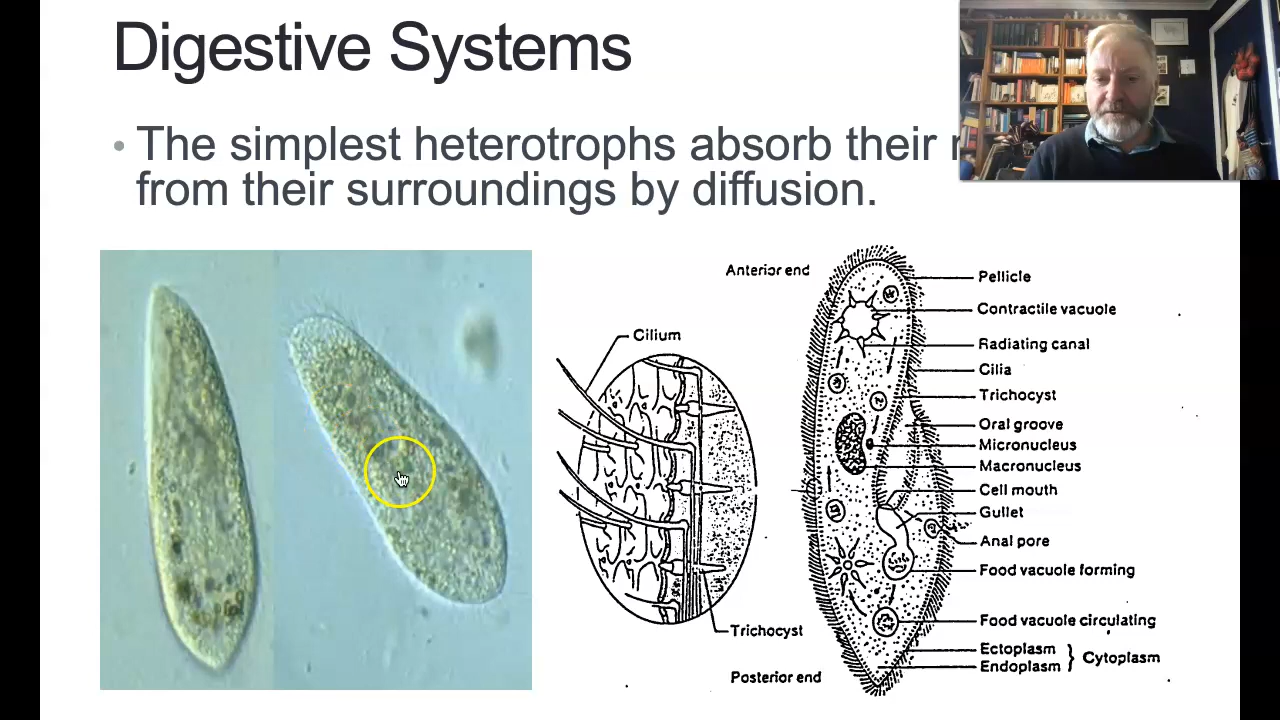 Digestive Systems
• The simplest heterotrophs absorb their
from their surroundings by diffusion.
Anterior end
Cilium
Trichocyst
Posterior end
Pellicle
Contractile vacuole
Radiating canal
Cilia
Trichocyst
Oral groove
Micronucleus
Macronucleus
Cell mouth
Gullet
Anal pore
Food vacuole forming
Food vacuole circulating
Ectoplasm
Endoplasm } Cytoplasm